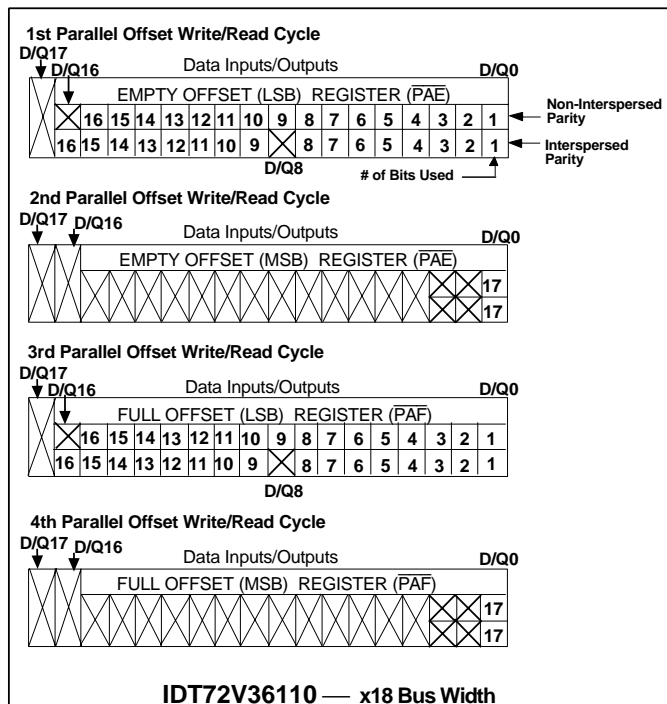 1st Parallel Offset Write/Read Cycle
D/Q17
D/Q16
Data Inputs/Outputs
D/Q0
EMPTY OFFSET (LSB) REGISTER (PAE)
16 15 14 13 12 11 10 9 8 7 6 5 4 3 2 1
Non-Interspersed
Parity
16 15 14 13 12 11 10 9 8 7 6 5 4 3 2 1
Interspersed
Parity
D/Q8
# of Bits Used
2nd Parallel Offset Write/Read Cycle
D/Q17
D/Q16
Data Inputs/Outputs
D/Q0
EMPTY OFFSET (MSB) REGISTER (PAE)
17
17
3rd Parallel Offset Write/Read Cycle
D/Q17
D/Q16
Data Inputs/Outputs
D/Q0
FULL OFFSET (LSB) REGISTER (PAF)
16 15 14 13 12 11 10 9 8 7 6 5 4 3 2 1
16 15 14 13 12 11 10 9 8 7 6 5 4 3 2 1
D/Q8
4th Parallel Offset Write/Read Cycle
D/Q17
D/Q16
Data Inputs/Outputs
D/Q0
FULL OFFSET (MSB) REGISTER (PAF)
17
17
IDT72V36110 — x18 Bus Width